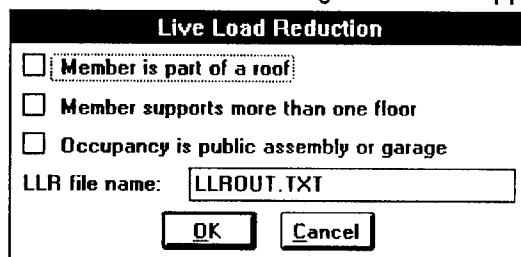 Live Load Reduction
Member is part of a roof
Member supports more than one floor
Occupancy is public assembly or garage
LLR file name: LLROUT.TXT
OK Cancel